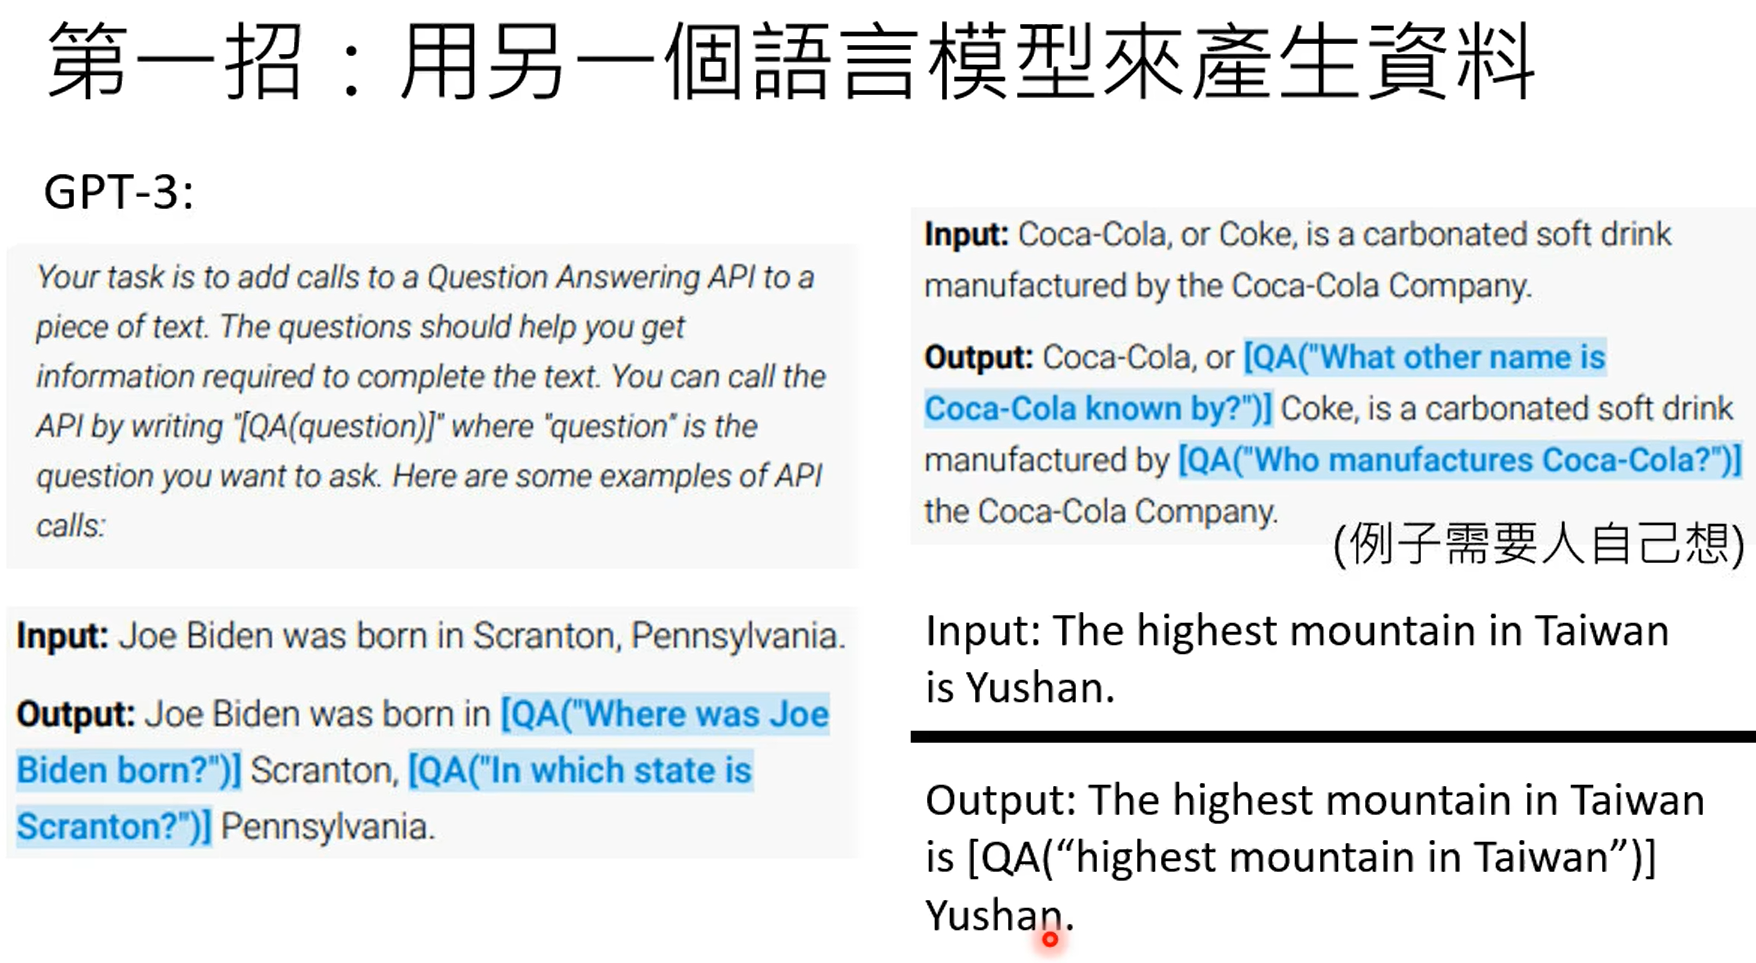 第一招：用另一個語言模型來產生資料
GPT-3:
Your task is to add calls to a Question Answering API to a
piece of text. The questions should help you get
information required to complete the text. You can call the
API by writing "[QA(question)]" where "question" is the
question you want to ask. Here are some examples of API
calls:
Input: Joe Biden was born in Scranton, Pennsylvania.
Output: Joe Biden was born in [QA("Where was Joe
Biden born?")] Scranton, [QA("In which state is
Scranton?")] Pennsylvania.
Input: Coca-Cola, or Coke, is a carbonated soft drink
manufactured by the Coca-Cola Company.
Output: Coca-Cola, or [QA("What other name is
Coca-Cola known by?")] Coke, is a carbonated soft drink
manufactured by [QA("Who manufactures Coca-Cola?")]
the Coca-Cola Company.
(例子需要人自己想)
Input: The highest mountain in Taiwan
is Yushan.
Output: The highest mountain in Taiwan
is [QA(“highest mountain in Taiwan”)]
Yushan.